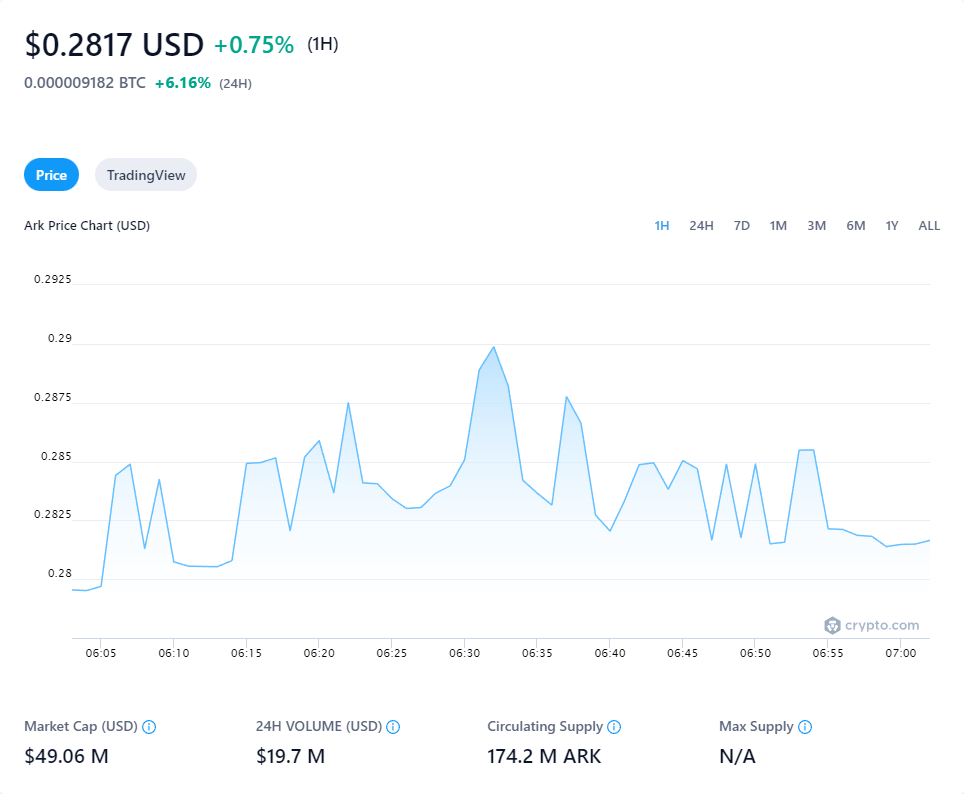 $0.2817 USD +0.75% (1H)
0.000009182 BTC +6.16% (24H)
Price TradingView
Ark Price Chart (USD) 1H 24H 7D 1M 3M 6M 1Y ALL
0.2925
0.29
0.2875
0.285
0.2825
0.28
crypto.com
06:05 06:10 06:15 06:20 06:25 06:30 06:35 06:40 06:45 06:50 06:55 07:00
Market Cap (USD) 24H VOLUME (USD) Circulating Supply Max Supply
$49.06 M $19.7 M 174.2 M ARK N/A